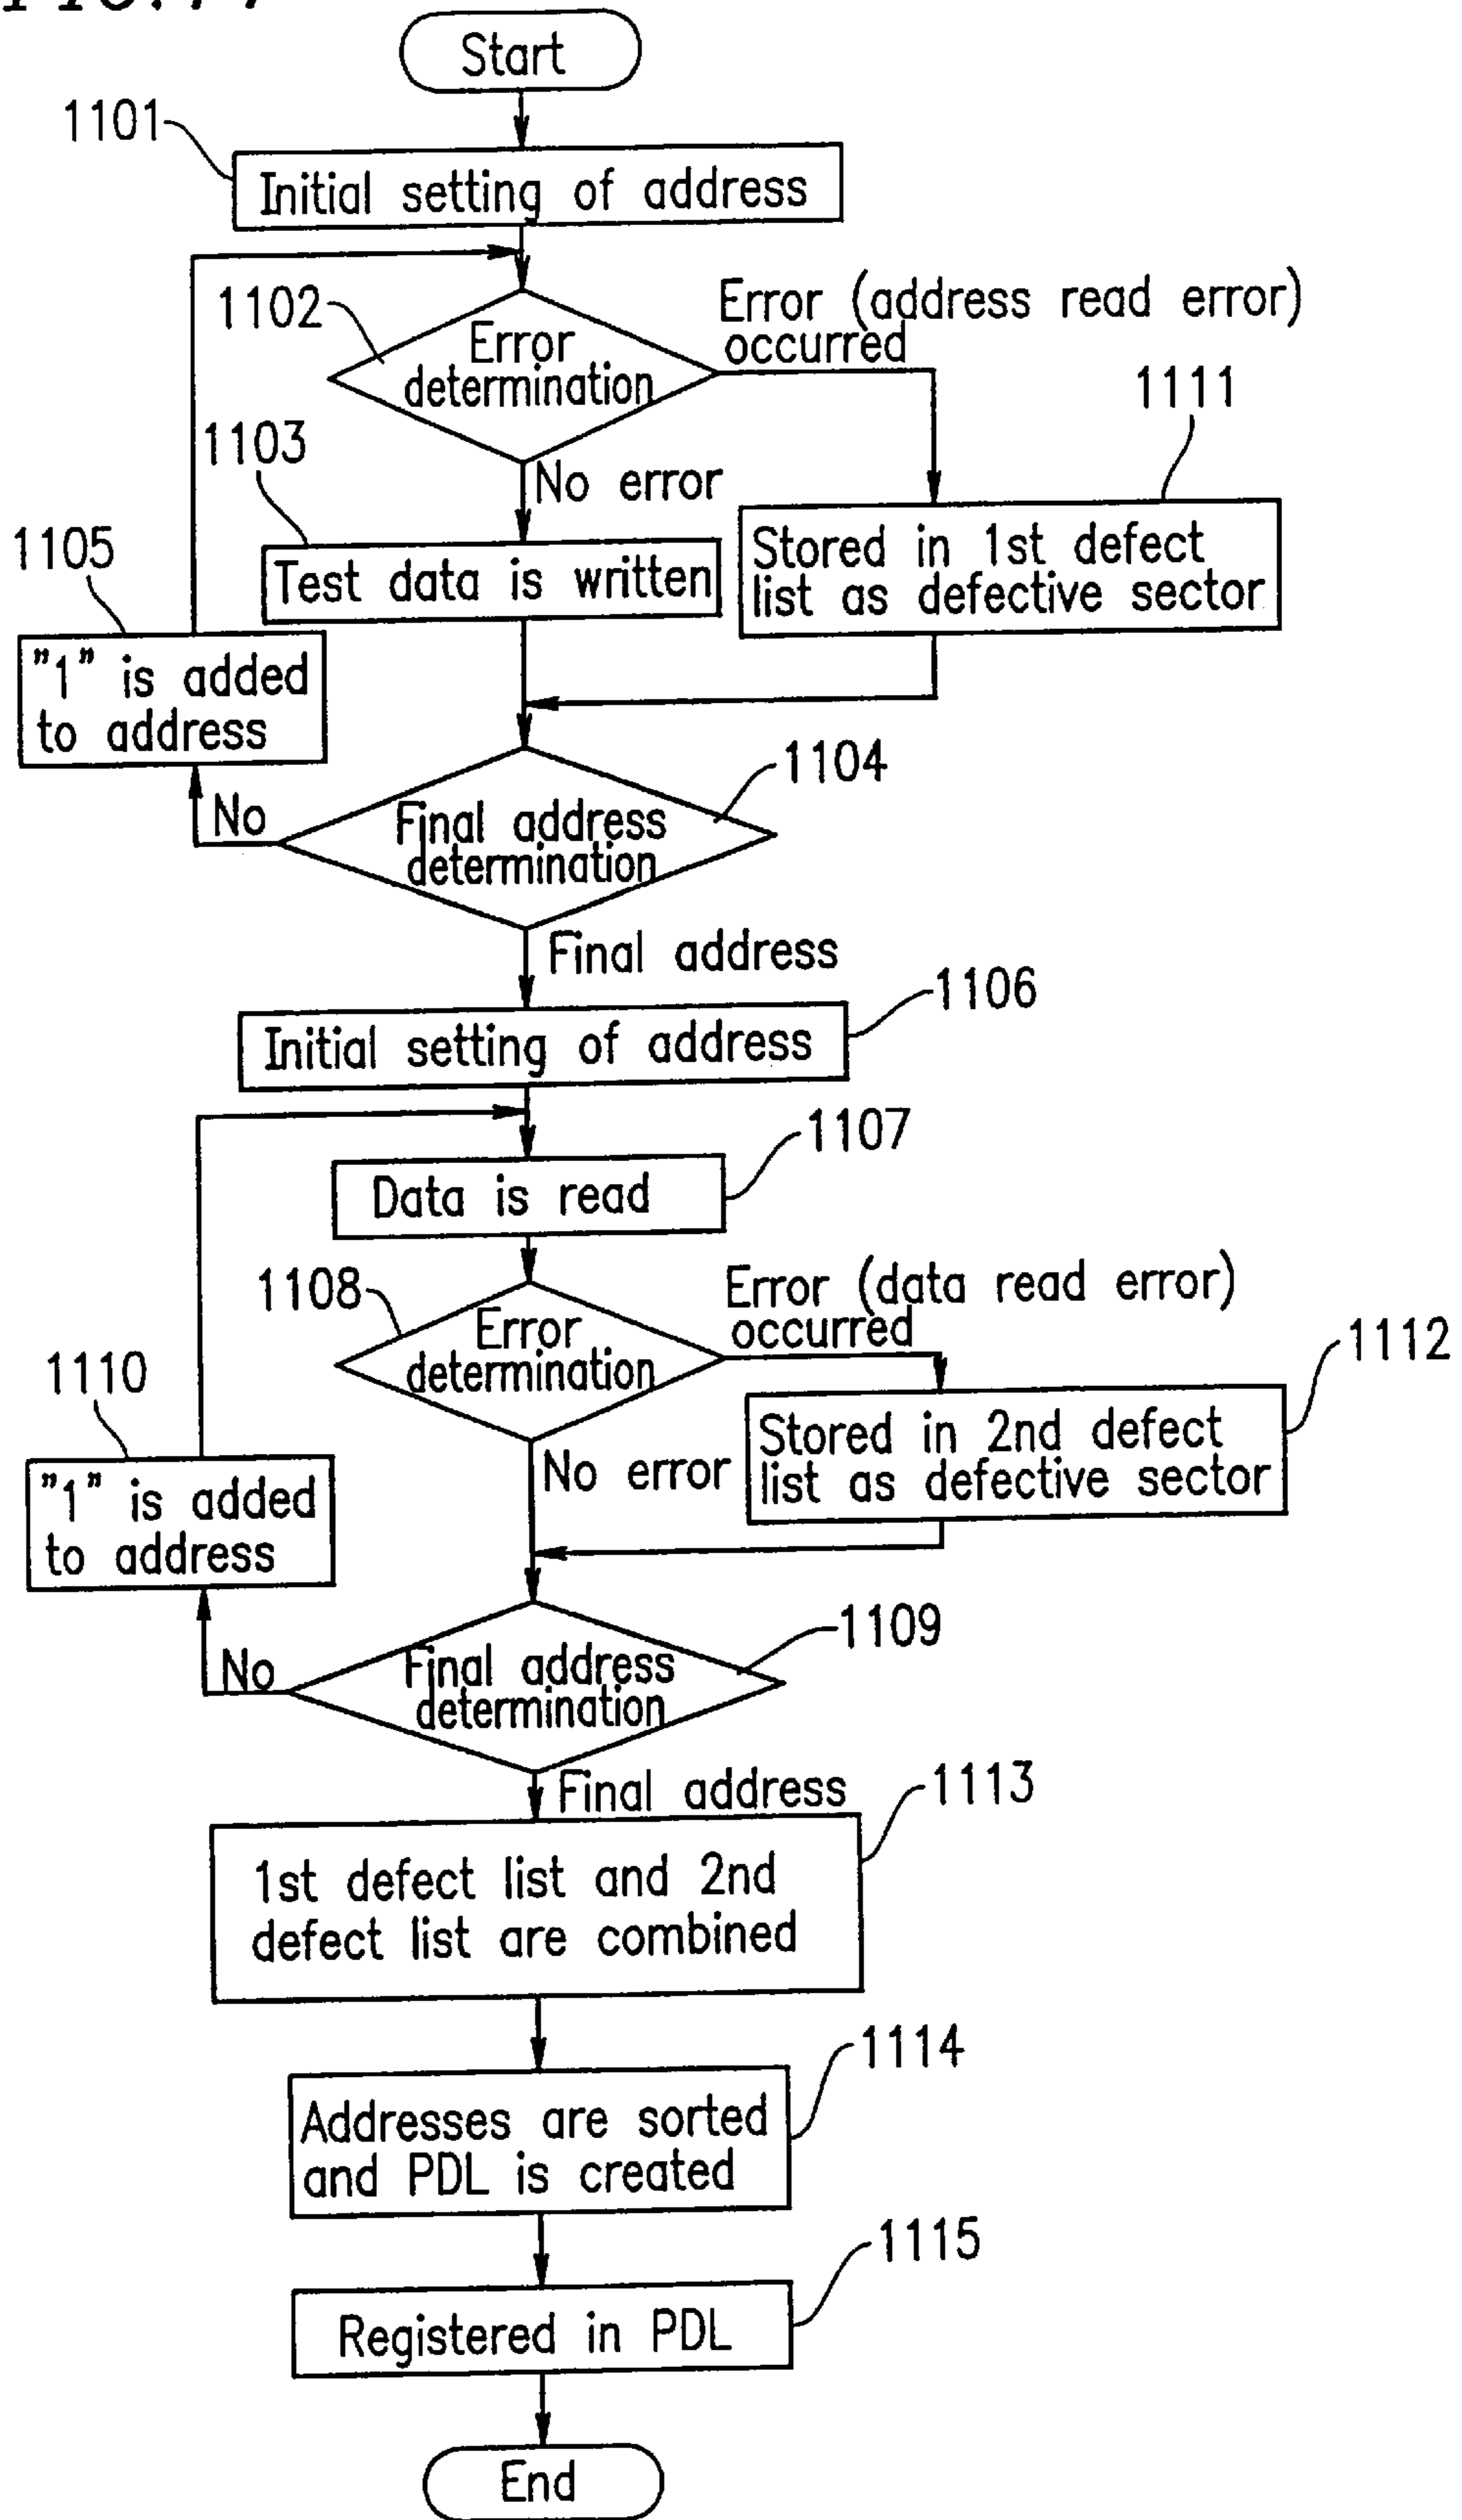 Start
1101
Initial setting of address
1102
Error
determination
Error (address read error)
occurred
1111
1103
No error
Stored in 1st defect
list as defective sector
1105
Test data is written
"1" is added
to address
1104
No
Final address
determination
Final address
1106
Initial setting of address
1107
Data is read
1108
Error
determination
Error (data read error)
occurred
1112
1110
Stored in 2nd defect
list as defective sector
No error
"1" is added
to address
1109
No
Final address
determination
Final address
1113
1st defect list and 2nd
defect list are combined
1114
Addresses are sorted
and PDL is created
1115
Registered in PDL
End